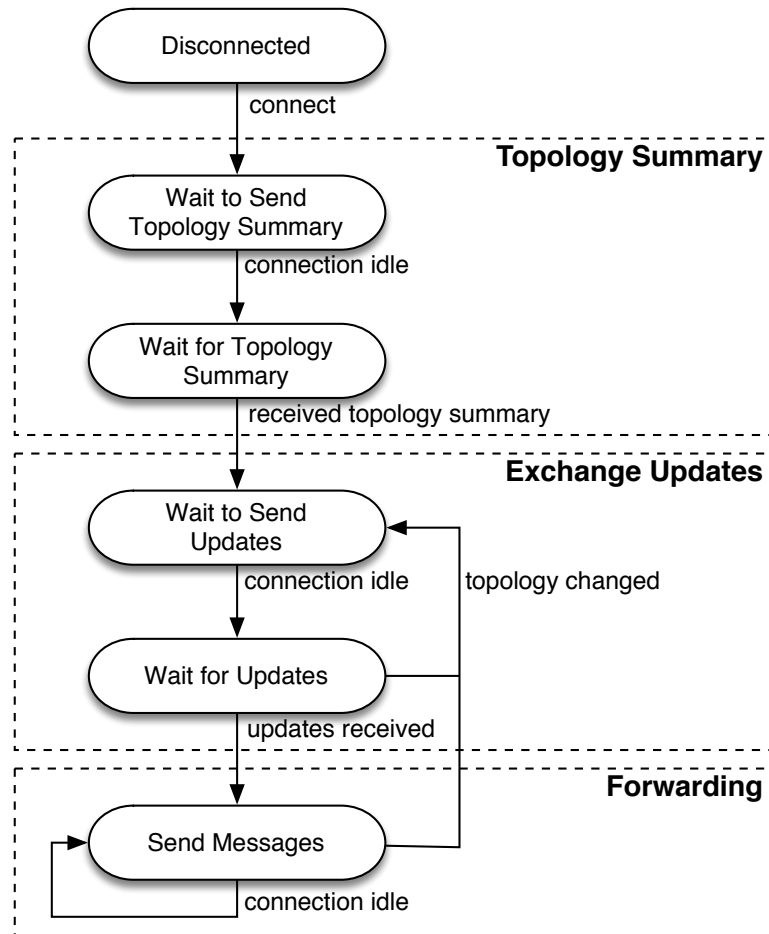 Disconnected
connect
Topology Summary
Wait to Send
Topology Summary
connection idle
Wait for Topology
Summary
received topology summary
Exchange Updates
Wait to Send
Updates
connection idle
topology changed
Wait for Updates
updates received
Forwarding
Send Messages
connection idle